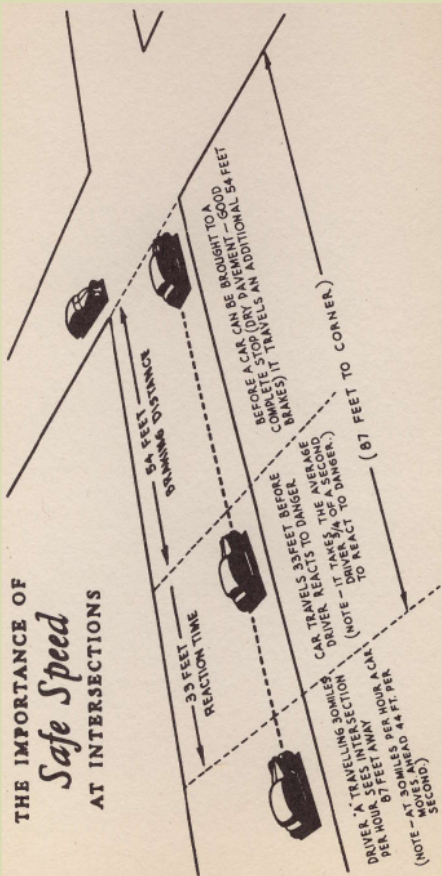 THE IMPORTANCE OF
Safe Speed
AT INTERSECTIONS
33 FEET
REACTION TIME
54 FEET
BRAKING DISTANCE
DRIVER "A" TRAVELLING 30 MILES
PER HOUR SEES INTERSECTION
87 FEET AWAY
(NOTE - AT 30 MILES PER HOUR A CAR
MOVES AHEAD 44 FT. PER
SECOND.)
CAR TRAVELS 33 FEET BEFORE
DRIVER REACTS TO DANGER
(NOTE - IT TAKES THE AVERAGE
DRIVER 3/4 OF A SECOND
TO REACT TO DANGER.)
BEFORE A CAR CAN BE BROUGHT TO A
COMPLETE STOP (DRY PAVEMENT - GOOD
BRAKES) IT TRAVELS AN ADDITIONAL 54 FEET
(87 FEET TO CORNER)